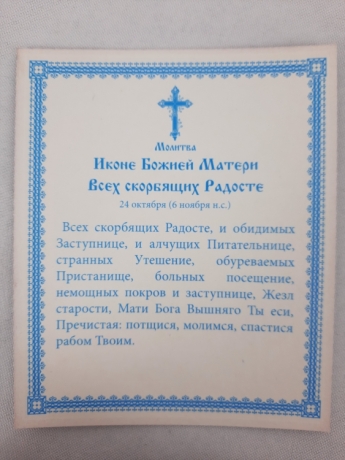 Молитва
Иконе Божией Матери
Всех скорбящих Радосте
24 октября (6 ноября н.с.)
Всех скорбящих Радосте, и обидимых
Заступнице, и алчущих Питательнице,
странных Утешение, обуреваемых
Пристанище, больных посещение,
немощных покров и заступнице, Жезл
старости, Мати Бога Вышняго Ты еси,
Пречистая: потщися, молимся, спастися
рабом Твоим.